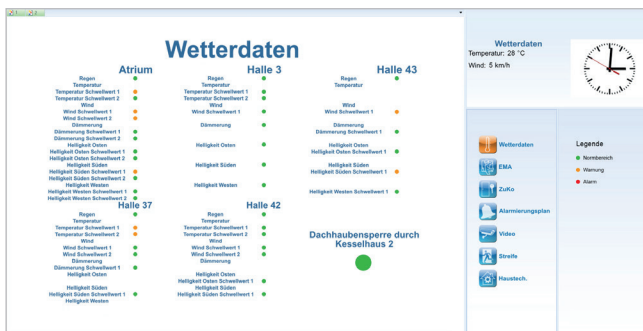 1 2
Wetterdaten
Atrium
Regen
Temperatur
Temperatur Schwellwert 1
Temperatur Schwellwert 2
Wind
Wind Schwellwert 1
Wind Schwellwert 2
Dämmerung
Dämmerung Schwellwert 1
Dämmerung Schwellwert 2
Helligkeit Osten
Helligkeit Osten Schwellwert 1
Helligkeit Osten Schwellwert 2
Helligkeit Süden
Helligkeit Süden Schwellwert 1
Helligkeit Süden Schwellwert 2
Helligkeit Westen
Helligkeit Westen Schwellwert 1
Helligkeit Westen Schwellwert 2
Halle 3
Regen
Temperatur
Temperatur Schwellwert 1
Temperatur Schwellwert 2
Wind
Wind Schwellwert 1
Dämmerung
Helligkeit Osten
Helligkeit Süden
Helligkeit Westen
Halle 43
Regen
Temperatur
Wind
Wind Schwellwert 1
Dämmerung
Dämmerung Schwellwert 1
Helligkeit Osten
Helligkeit Osten Schwellwert 1
Helligkeit Süden
Helligkeit Süden Schwellwert 1
Helligkeit Westen Schwellwert 1
Halle 37
Regen
Temperatur
Temperatur Schwellwert 1
Temperatur Schwellwert 2
Wind
Wind Schwellwert 1
Wind Schwellwert 2
Dämmerung
Dämmerung Schwellwert 1
Helligkeit Osten
Helligkeit Süden
Helligkeit Süden Schwellwert 1
Helligkeit Westen
Halle 42
Regen
Temperatur
Temperatur Schwellwert 1
Temperatur Schwellwert 2
Wind
Wind Schwellwert 1
Wind Schwellwert 2
Dämmerung
Helligkeit Osten
Helligkeit Osten Schwellwert 1
Helligkeit Süden
Helligkeit Süden Schwellwert 1
Dachhaubensperre durch
Kesselhaus 2
Wetterdaten
Temperatur: 28 °C
Wind: 5 km/h
Wetterdaten
EMA
ZuKo
Alarmierungsplan
Video
Streife
Haustech.
Legende
Normbereich
Warnung
Alarm